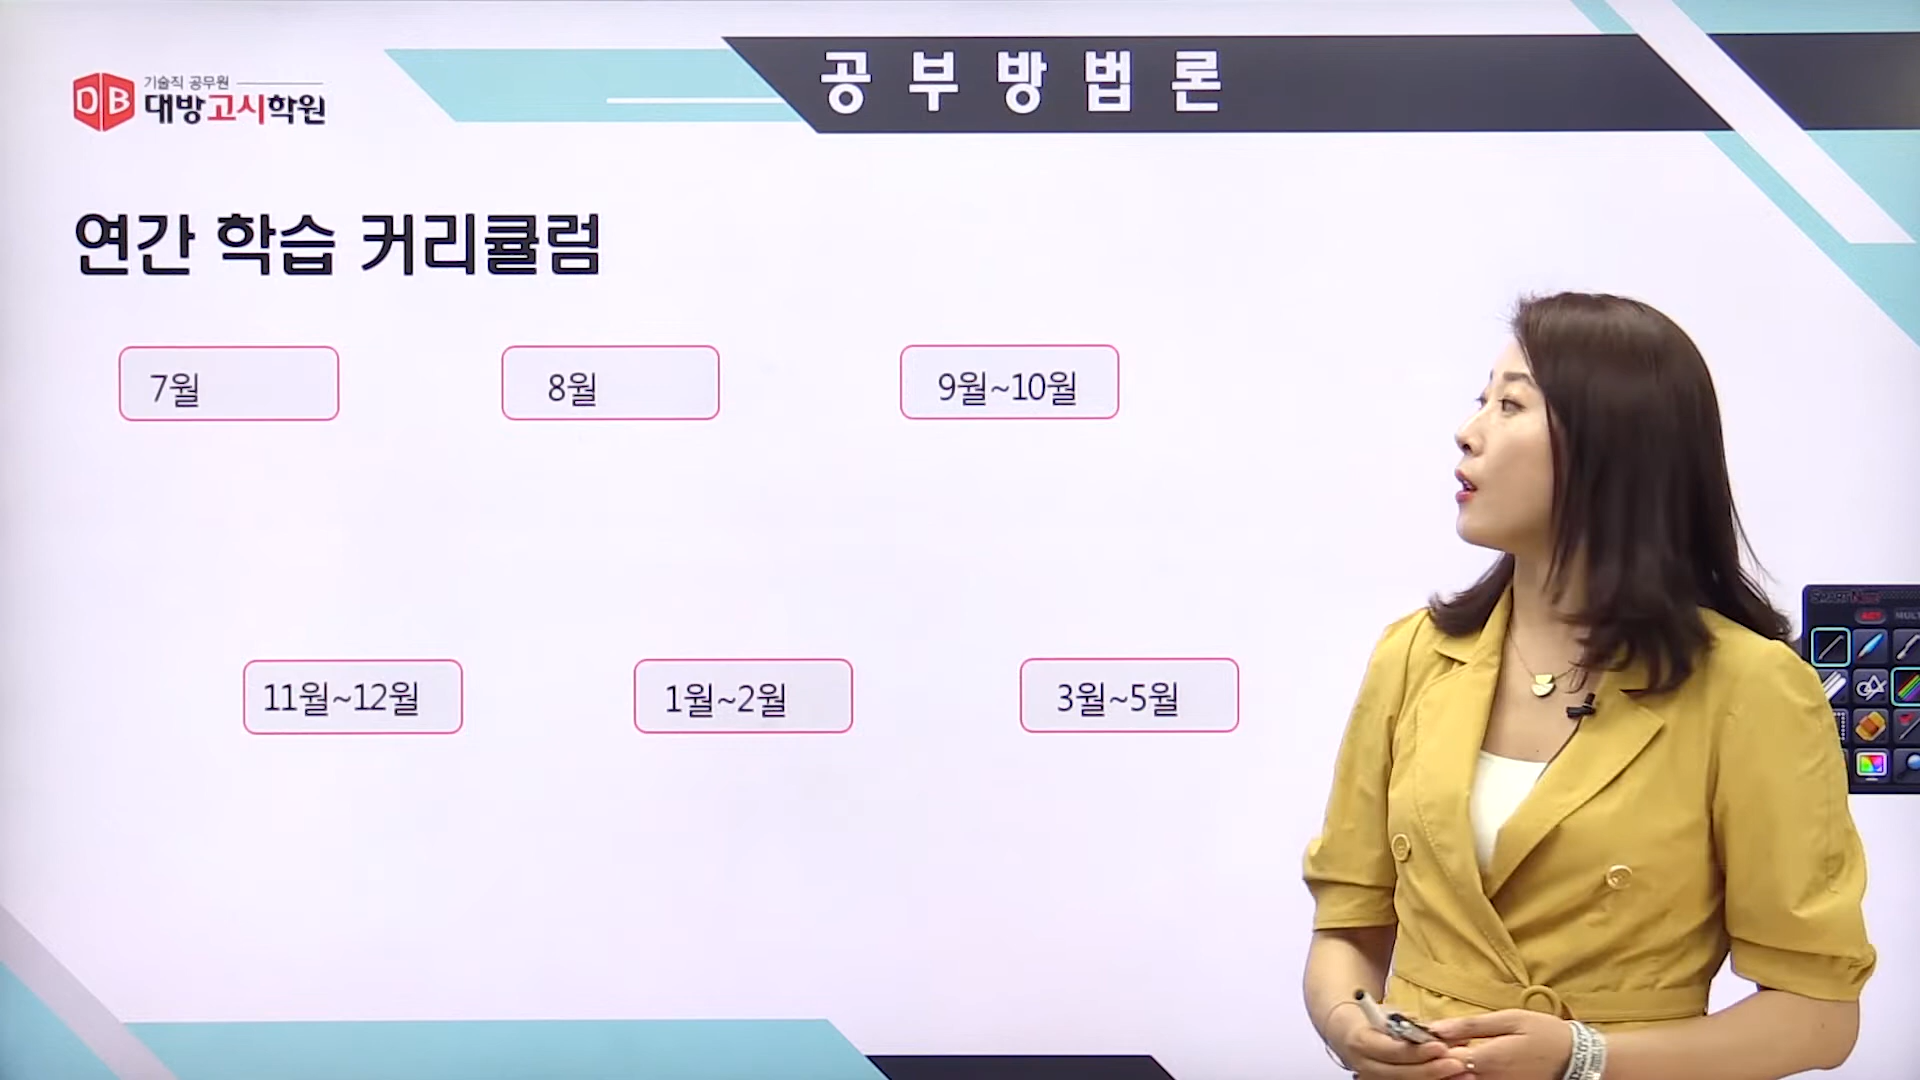 기술직 공무원
DB 대방고시학원
공부방법론
연간 학습 커리큘럼
7월
8월
9월~10월
11월~12월
1월~2월
3월~5월
SMART
MULT